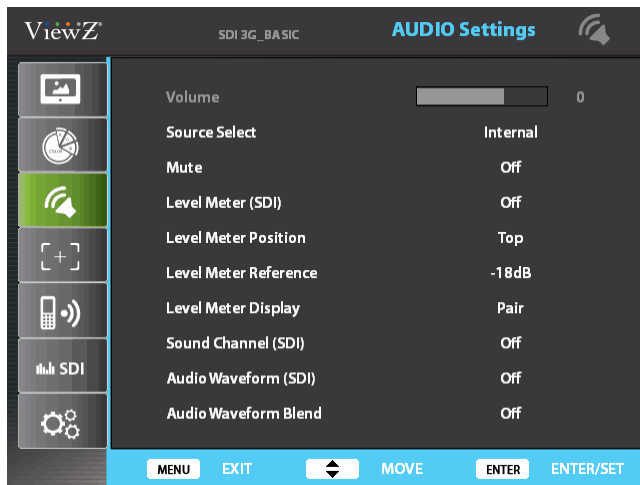 ViewZ SDI 3G_BASIC AUDIO Settings
Volume 0
COLOR
Source Select Internal
Mute Off
Level Meter (SDI) Off
Level Meter Position Top
Level Meter Reference -18dB
Level Meter Display Pair
Sound Channel (SDI) Off
SDI
Audio Waveform (SDI) Off
Audio Waveform Blend Off
MENU EXIT MOVE ENTER ENTER/SET